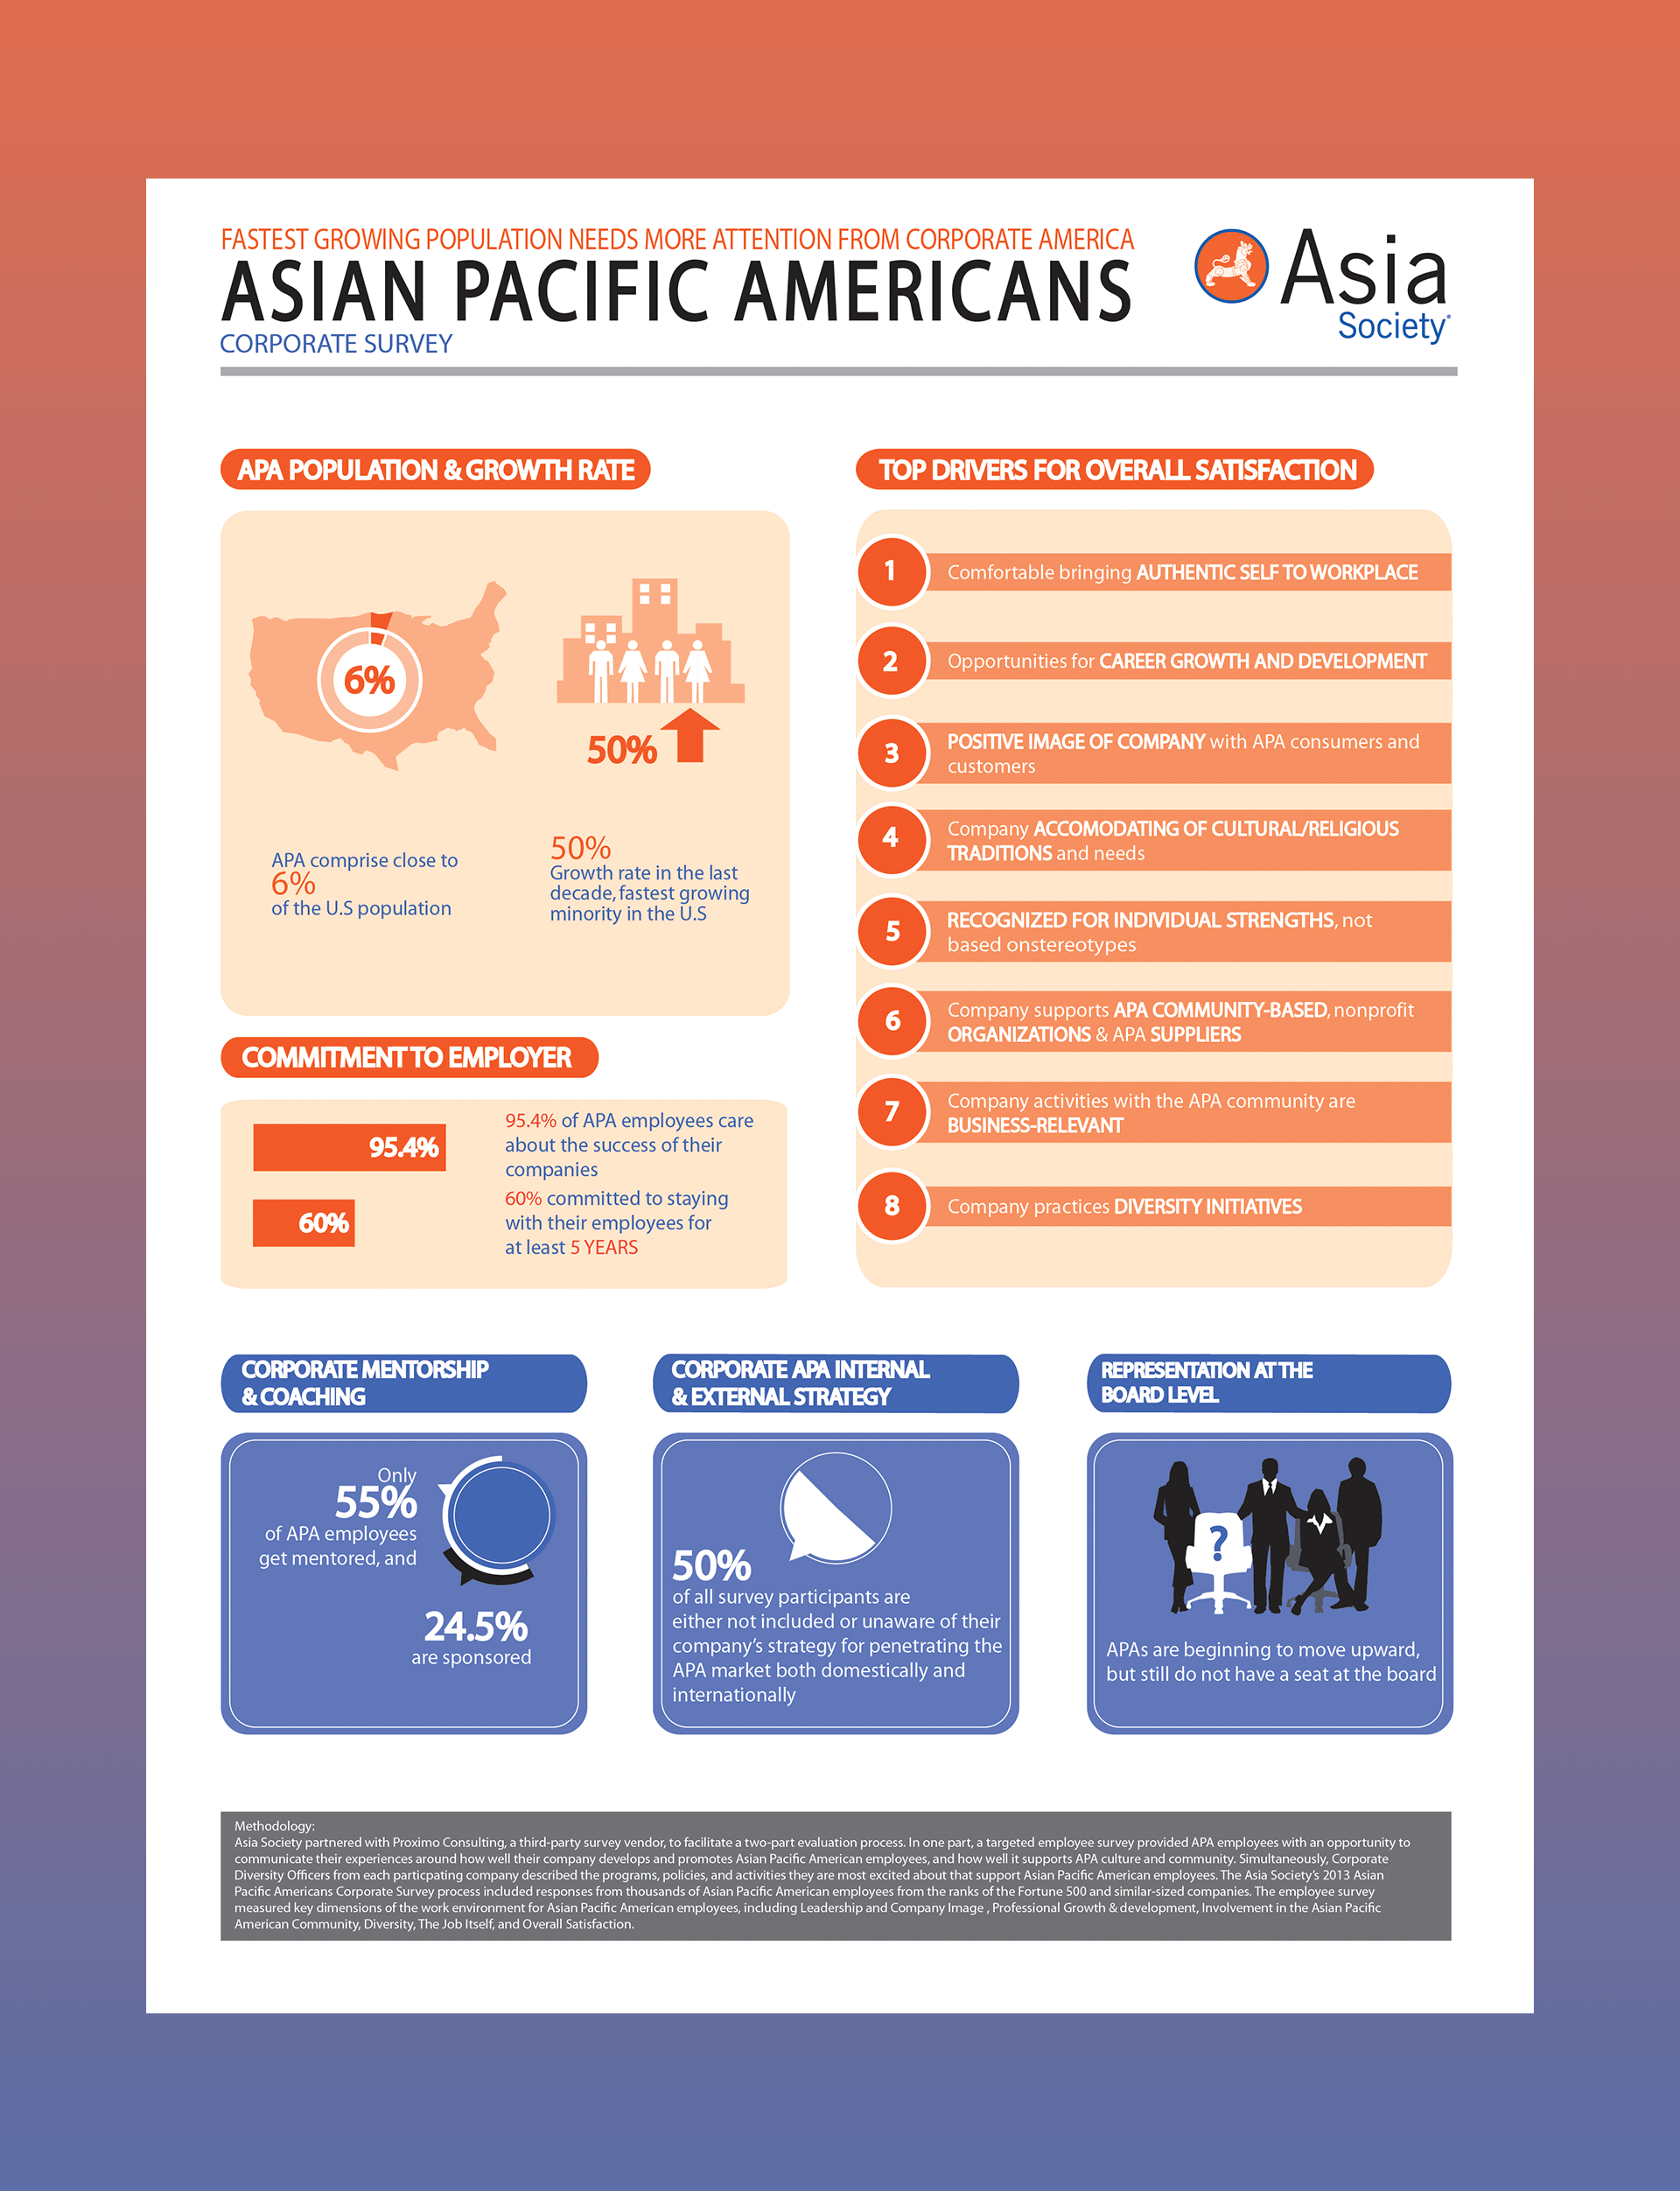 FASTEST GROWING POPULATION NEEDS MORE ATTENTION FROM CORPORATE AMERICA
ASIAN PACIFIC AMERICANS
CORPORATE SURVEY
Asia
Society
APA POPULATION & GROWTH RATE
6%
50%
APA comprise close to
6%
of the U.S population
50%
Growth rate in the last
decade, fastest growing
minority in the U.S
COMMITMENT TO EMPLOYER
95.4%
60%
95.4% of APA employees care
about the success of their
companies
60% committed to staying
with their employees for
at least 5 YEARS
TOP DRIVERS FOR OVERALL SATISFACTION
1
Comfortable bringing AUTHENTIC SELF TO WORKPLACE
2
Opportunities for CAREER GROWTH AND DEVELOPMENT
3
POSITIVE IMAGE OF COMPANY with APA consumers and
customers
4
Company ACCOMODATING OF CULTURAL/RELIGIOUS
TRADITIONS and needs
5
RECOGNIZED FOR INDIVIDUAL STRENGTHS, not
based onstereotypes
6
Company supports APA COMMUNITY-BASED, nonprofit
ORGANIZATIONS & APA SUPPLIERS
7
Company activities with the APA community are
BUSINESS-RELEVANT
8
Company practices DIVERSITY INITIATIVES
CORPORATE MENTORSHIP
& COACHING
Only
55%
of APA employees
get mentored, and
24.5%
are sponsored
CORPORATE APA INTERNAL
& EXTERNAL STRATEGY
50%
of all survey participants are
either not included or unaware of their
company's strategy for penetrating the
APA market both domestically and
internationally
REPRESENTATION AT THE
BOARD LEVEL
?
APAs are beginning to move upward,
but still do not have a seat at the board
Methodology:
Asia Society partnered with Proximo Consulting, a third-party survey vendor, to facilitate a two-part evaluation process. In one part, a targeted employee survey provided APA employees with an opportunity to
communicate their experiences around how well their company develops and promotes Asian Pacific American employees, and how well it supports APA culture and community. Simultaneously, Corporate
Diversity Officers from each particpating company described the programs, policies, and activities they are most excited about that support Asian Pacific American employees. The Asia Society's 2013 Asian
Pacific Americans Corporate Survey process included responses from thousands of Asian Pacific American employees from the ranks of the Fortune 500 and similar-sized companies. The employee survey
measured key dimensions of the work environment for Asian Pacific American employees, including Leadership and Company Image , Professional Growth & development, Involvement in the Asian Pacific
American Community, Diversity, The Job Itself, and Overall Satisfaction.